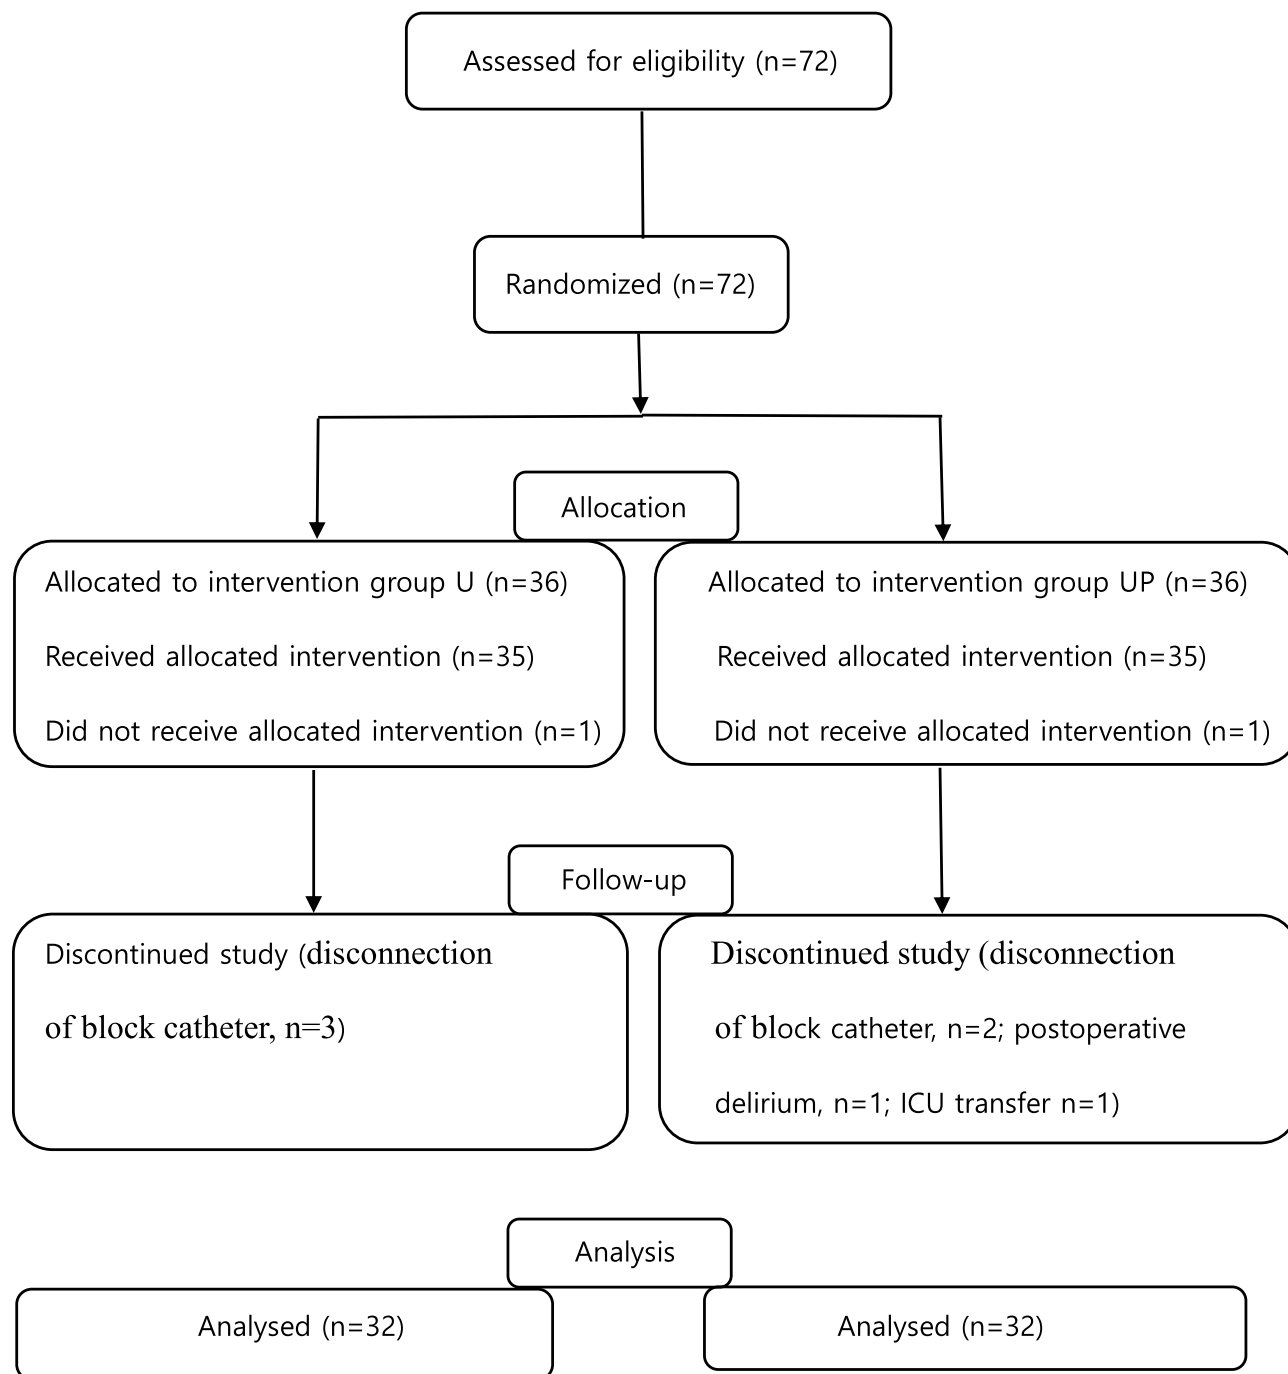 Assessed for eligibility (n=72)
Randomized (n=72)
Allocation
Allocated to intervention group U (n=36)
Received allocated intervention (n=35)
Did not receive allocated intervention (n=1)
Allocated to intervention group UP (n=36)
Received allocated intervention (n=35)
Did not receive allocated intervention (n=1)
Follow-up
Discontinued study (disconnection
of block catheter, n=3)
Discontinued study (disconnection
of block catheter, n=2; postoperative
delirium, n=1; ICU transfer n=1)
Analysis
Analysed (n=32)
Analysed (n=32)